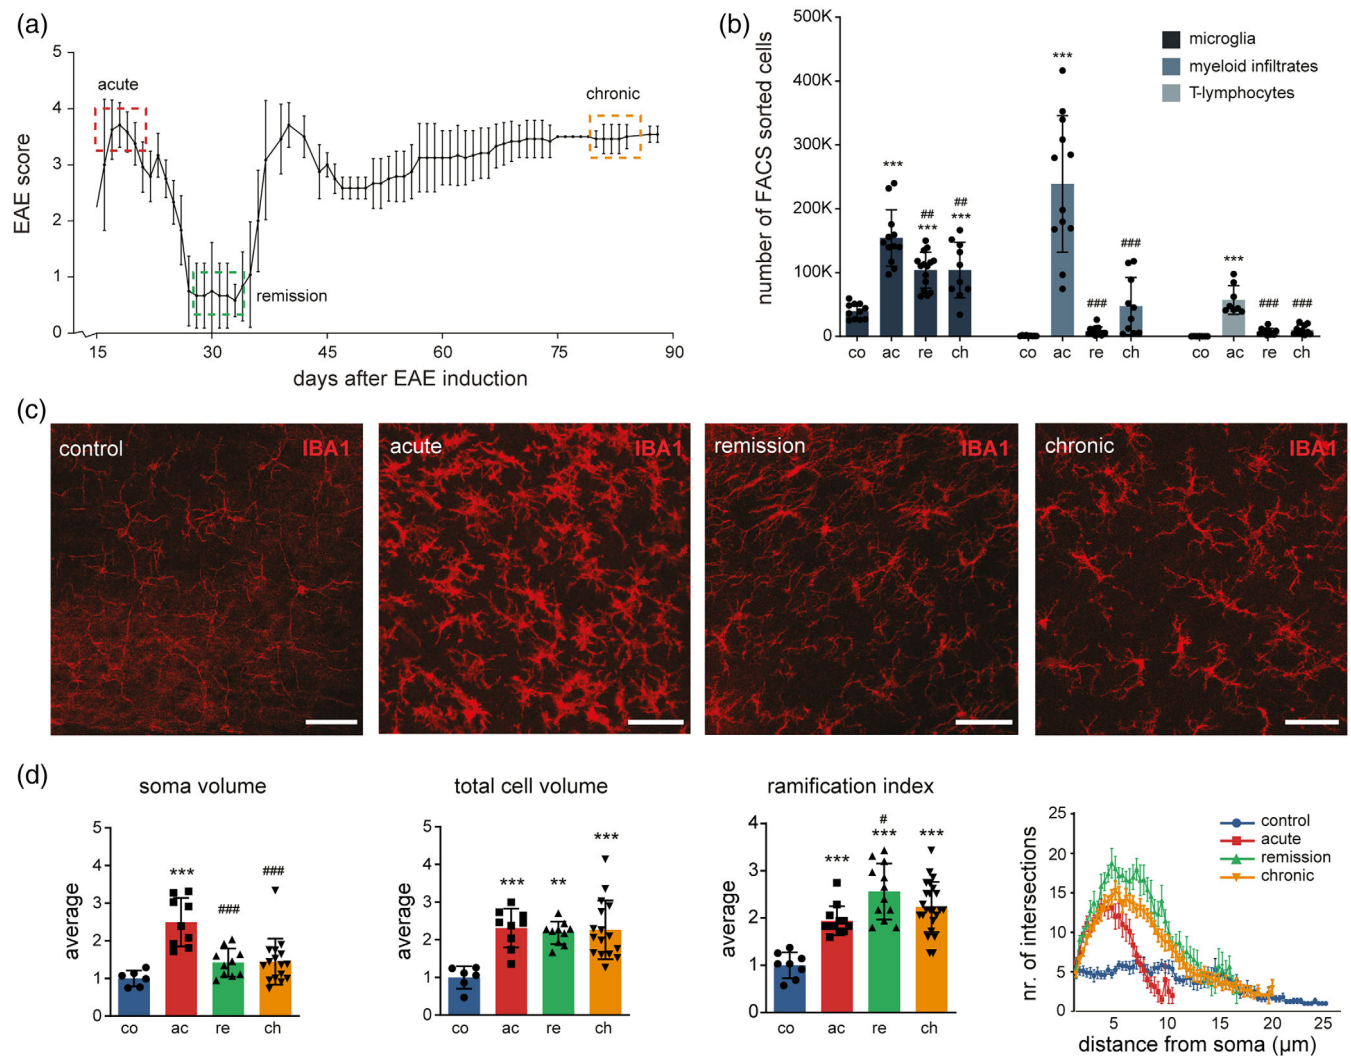 (a)
5
4
3
2
1
0
EAE score
acute
remission
chronic
15
30
45
60
75
90
days after EAE induction
(b)
500K
400K
300K
200K
100K
0
number of FACS sorted cells
microglia
myeloid infiltrates
T-lymphocytes
***
##
***
##
***
***
###
###
***
###
###
co ac re ch
co ac re ch
co ac re ch
(c)
control IBA1
acute IBA1
remission IBA1
chronic IBA1
(d)
soma volume
5
4
3
2
1
0
average
***
###
###
co ac re ch
total cell volume
5
4
3
2
1
0
average
***
**
***
co ac re ch
ramification index
4
3
2
1
0
average
***
#
***
***
co ac re ch
25
20
15
10
5
0
nr. of intersections
control
acute
remission
chronic
5 10 15 20 25
distance from soma (µm)